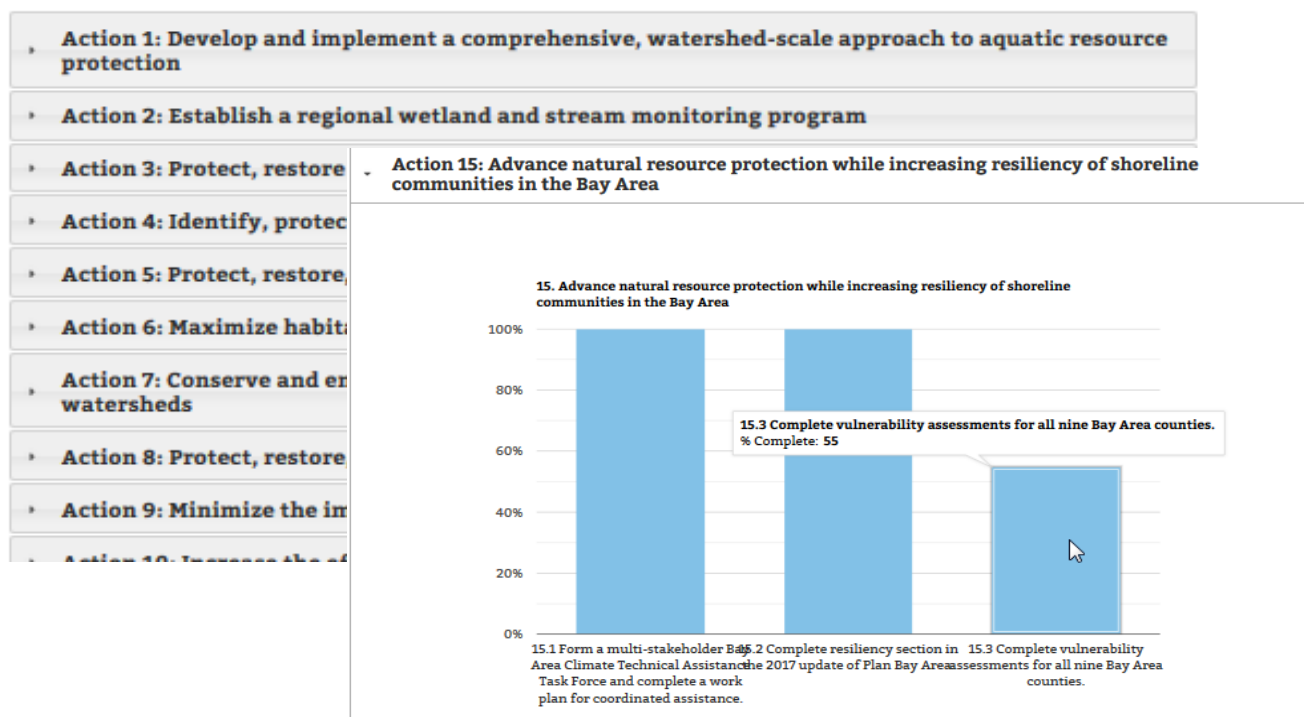 Action 1: Develop and implement a comprehensive, watershed-scale approach to aquatic resource
protection
Action 2: Establish a regional wetland and stream monitoring program
Action 3: Protect, restore
Action 4: Identify, protec
Action 5: Protect, restore,
Action 6: Maximize habita
Action 7: Conserve and en
watersheds
Action 8: Protect, restore,
Action 9: Minimize the im
Action 10: Increase the ef
Action 15: Advance natural resource protection while increasing resiliency of shoreline
communities in the Bay Area
15. Advance natural resource protection while increasing resiliency of shoreline
communities in the Bay Area
100%
80%
60%
40%
20%
0%
15.3 Complete vulnerability assessments for all nine Bay Area counties.
% Complete: 55
15.1 Form a multi-stakeholder Bay
Area Climate Technical Assistance
Task Force and complete a work
plan for coordinated assistance.
15.2 Complete resiliency section in
the 2017 update of Plan Bay Area
15.3 Complete vulnerability
assessments for all nine Bay Area
counties.